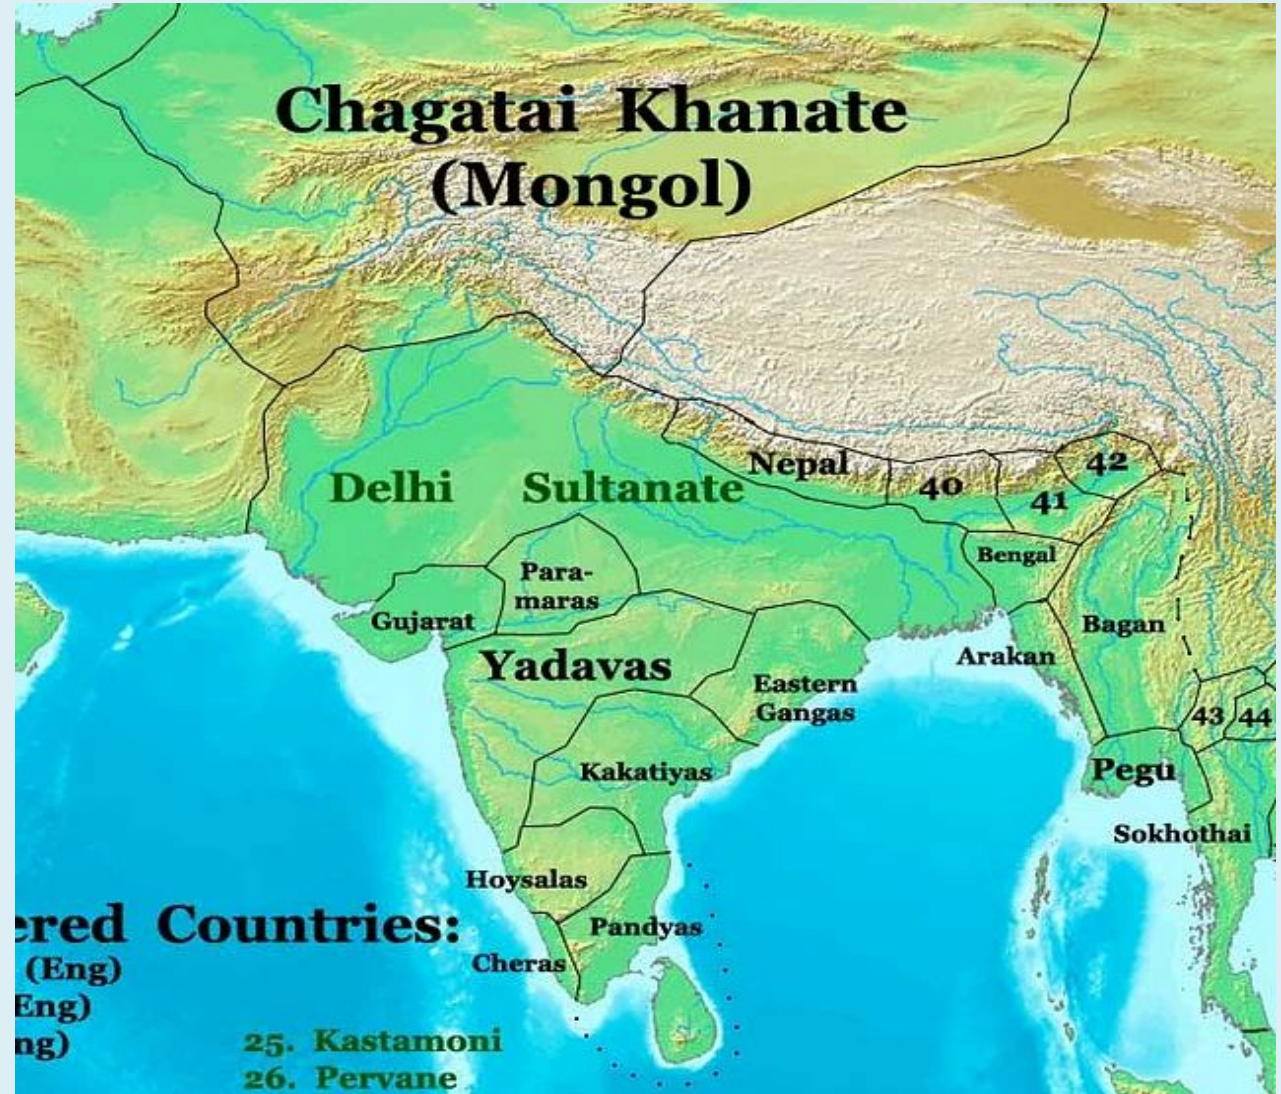 Chagatai Khanate
(Mongol)
Delhi Sultanate
Nepal
40
41
42
Bengal
Para-
maras
Gujarat
Bagan
Arakan
Yadavas
Eastern
Gangas
43
44
Kakatiyas
Pegu
Sokhothai
Hoysalas
Pandyas
Cheras
ered Countries:
(Eng)
Eng)
ng)
25. Kastamoni
26. Pervane